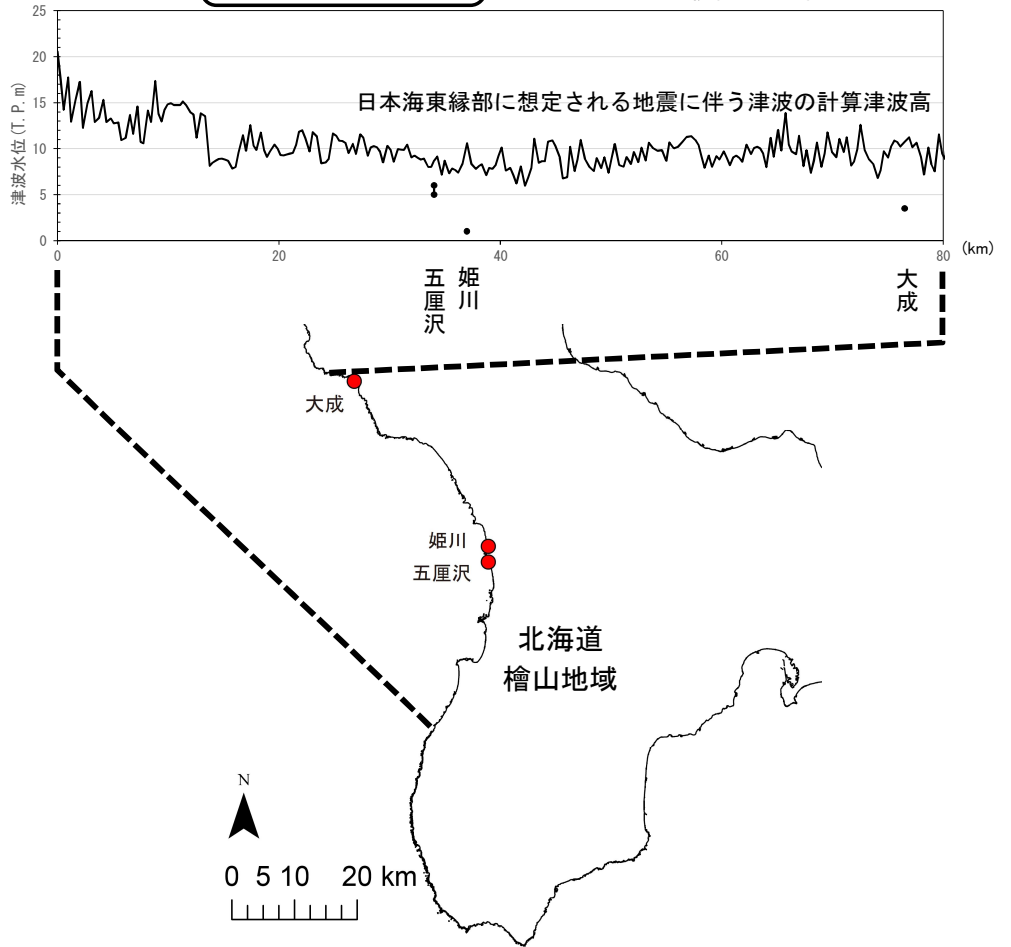 25
20
15
10
5
0
津波水位(T.P.m)
日本海東縁部に想定される地震に伴う津波の計算津波高
0 20 40 60 80 (km)
五厘沢
姫川
大成
大成
姫川
五厘沢
北海道
檜山地域
N
0 5 10 20 km